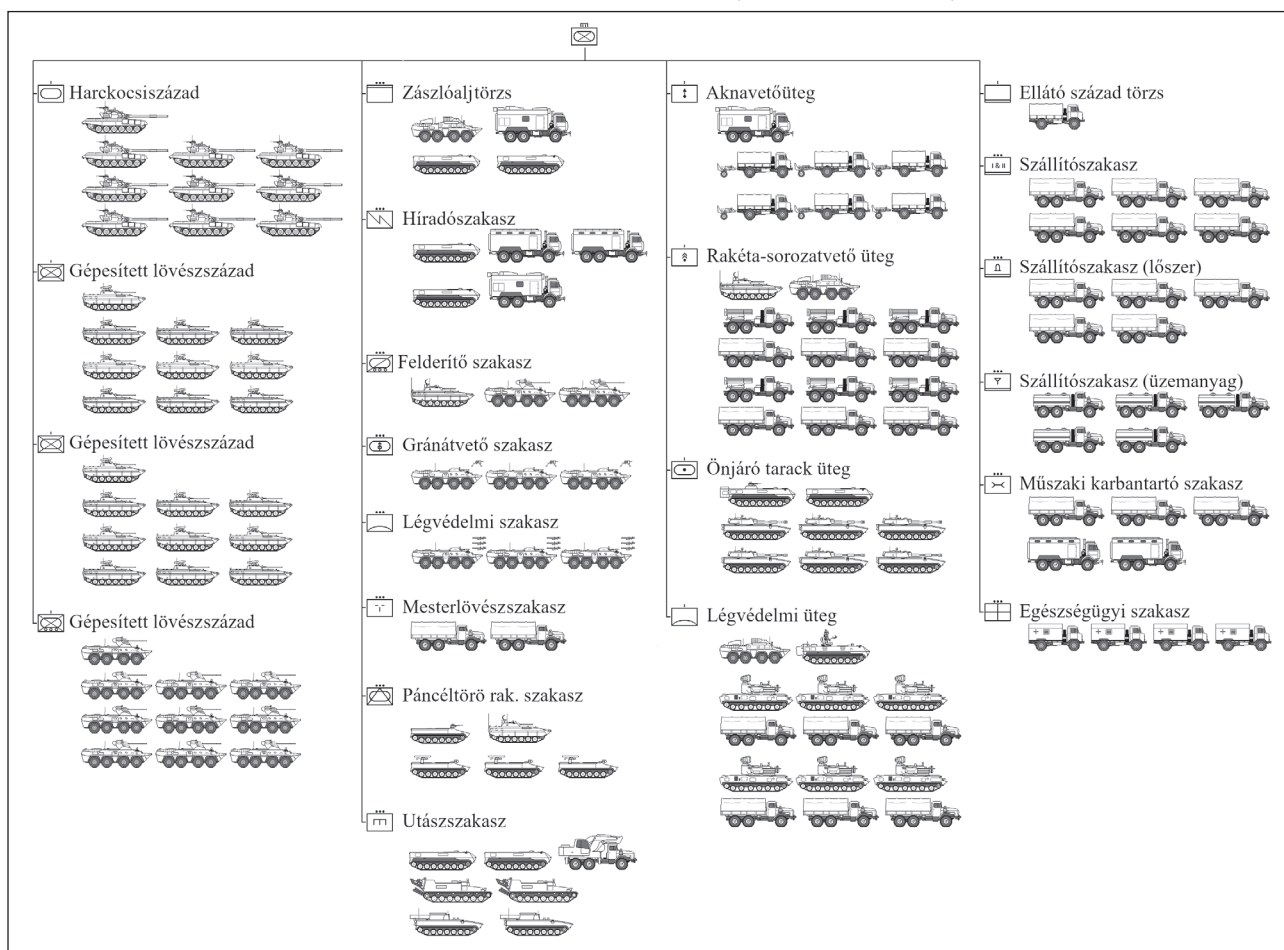 Harckocsiszázad
Gépesített lövészszázad
Gépesített lövészszázad
Gépesített lövészszázad
Zászlóaljtörzs
Híradószakasz
Felderítő szakasz
Gránátvető szakasz
Légvédelmi szakasz
Mesterlövészszakasz
Páncéltörö rak. szakasz
Utászszakasz
Aknavetőüteg
Rakéta-sorozatvető üteg
Önjáró tarack üteg
Légvédelmi üteg
Ellátó század törzs
I & II
Szállítószakasz
Szállítószakasz (lőszer)
Szállítószakasz (üzemanyag)
Műszaki karbantartó szakasz
Egészségügyi szakasz